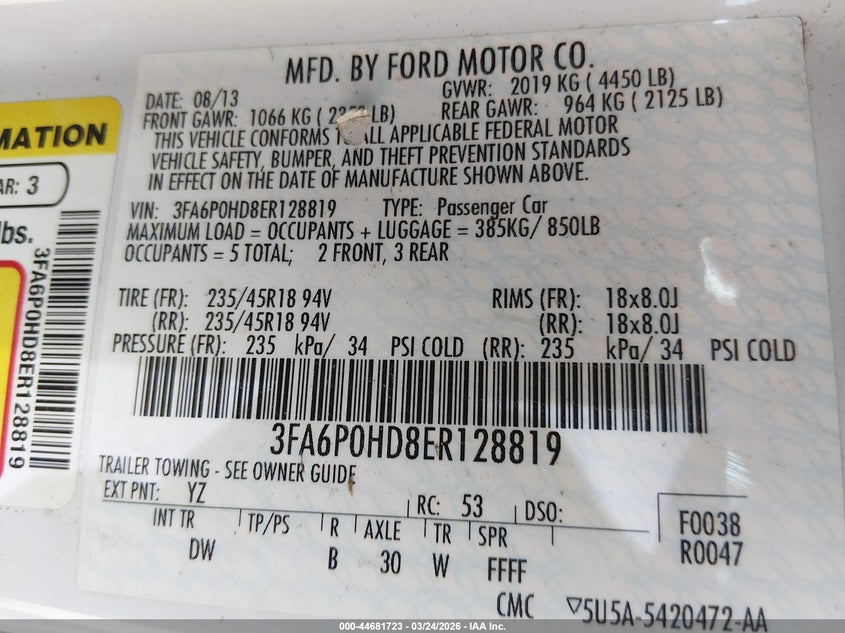 MFD. BY FORD MOTOR CO.
DATE: 08/13 GVWR: 2019 KG ( 4450 LB)
FRONT GAWR: 1066 KG ( LB) REAR GAWR: 964 KG ( 2125 LB)
THIS VEHICLE CONFORMS ALL APPLICABLE FEDERAL MOTOR
VEHICLE SAFETY, BUMPER, AND THEFT PREVENTION STANDARDS
IN EFFECT ON THE DATE OF MANUFACTURE SHOWN ABOVE.
VIN: 3FA6P0HD8ER128819 TYPE: Passenger Car
MAXIMUM LOAD = OCCUPANTS + LUGGAGE = 385KG/ 850LB
OCCUPANTS = 5 TOTAL; 2 FRONT, 3 REAR
TIRE (FR): 235/45R18 94V RIMS (FR): 18x8.0J
(RR): 235/45R18 94V (RR): 18x8.0J
PRESSURE (FR): 235 kPa/ 34 PSI COLD (RR): 235 kPa/ 34 PSI COLD
3FA6P0HD8ER128819
TRAILER TOWING - SEE OWNER GUIDE
EXT PNT: YZ RC: 53 DSO:
INT TR TP/PS R AXLE TR SPR
DW B 30 W FFFF
F0038
R0047
CMC 5U5A-5420472-AA
MATION
AR: 3
lbs.
3FA6P0HD8ER128819
000-44681723 - 03/24/2026 - IAA Inc.